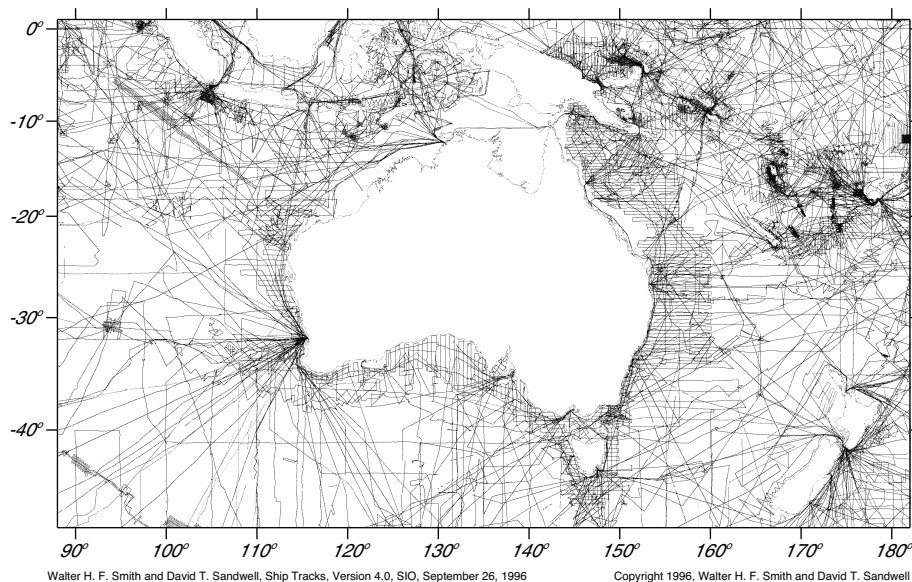 0°
-10°
-20°
-30°
-40°
90° 100° 110° 120° 130° 140° 150° 160° 170° 180°
Walter H. F. Smith and David T. Sandwell, Ship Tracks, Version 4.0, SIO, September 26, 1996 Copyright 1996, Walter H. F. Smith and David T. Sandwell